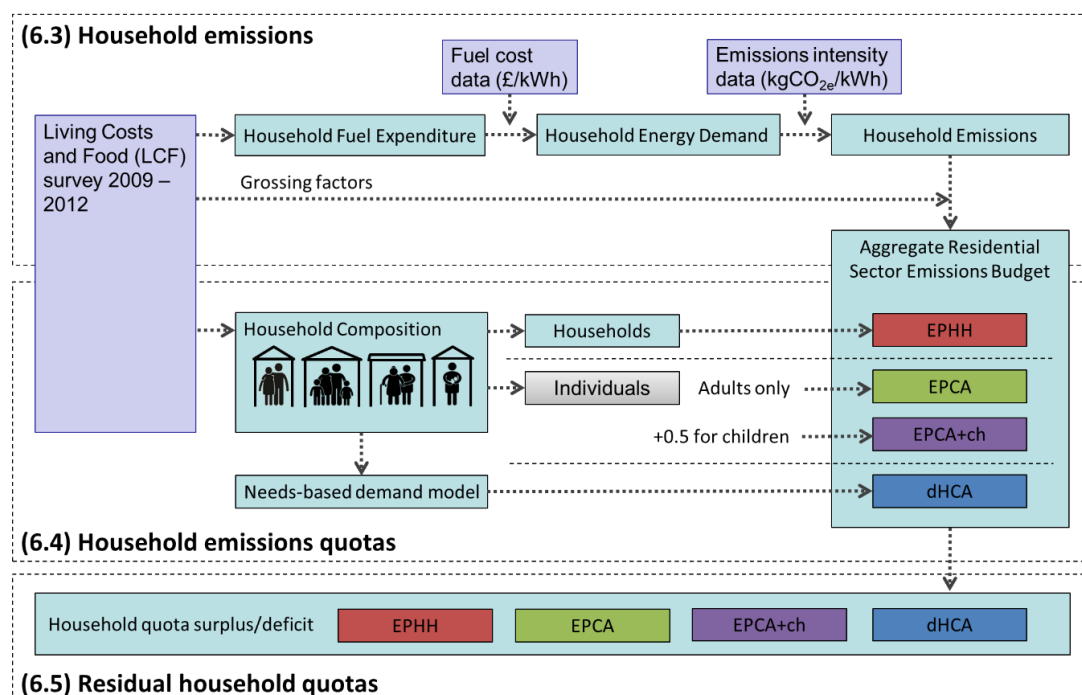 (6.3) Household emissions
Fuel cost
data (£/kWh)
Emissions intensity
data (kgCO₂e/kWh)
Living Costs
and Food (LCF)
survey 2009 –
2012
Household Fuel Expenditure
Household Energy Demand
Household Emissions
Grossing factors
Aggregate Residential
Sector Emissions Budget
Household Composition
Households
EPHH
Individuals
Adults only
EPCA
+0.5 for children
EPCA+ch
Needs-based demand model
dHCA
(6.4) Household emissions quotas
Household quota surplus/deficit
EPHH
EPCA
EPCA+ch
dHCA
(6.5) Residual household quotas